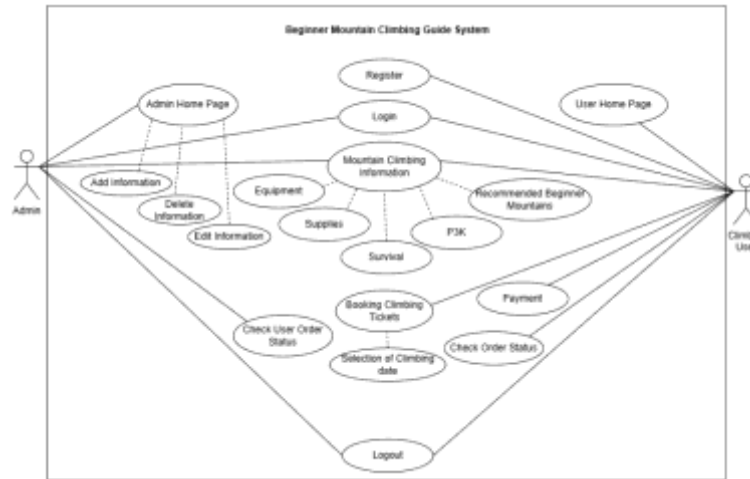 Beginner Mountain Climbing Guide System
Register
Admin Home Page
User Home Page
Login
Mountain Climbing
Information
Admin
Add Information
Equipment
Recommended Beginner
Mountains
Delete
Information
Supplies
Edit Information
P3K
Survival
Climb
Use
Booking Climbing
Tickets
Payment
Check User Order
Status
Check Order Status
Selection of Climbing
date
Logout